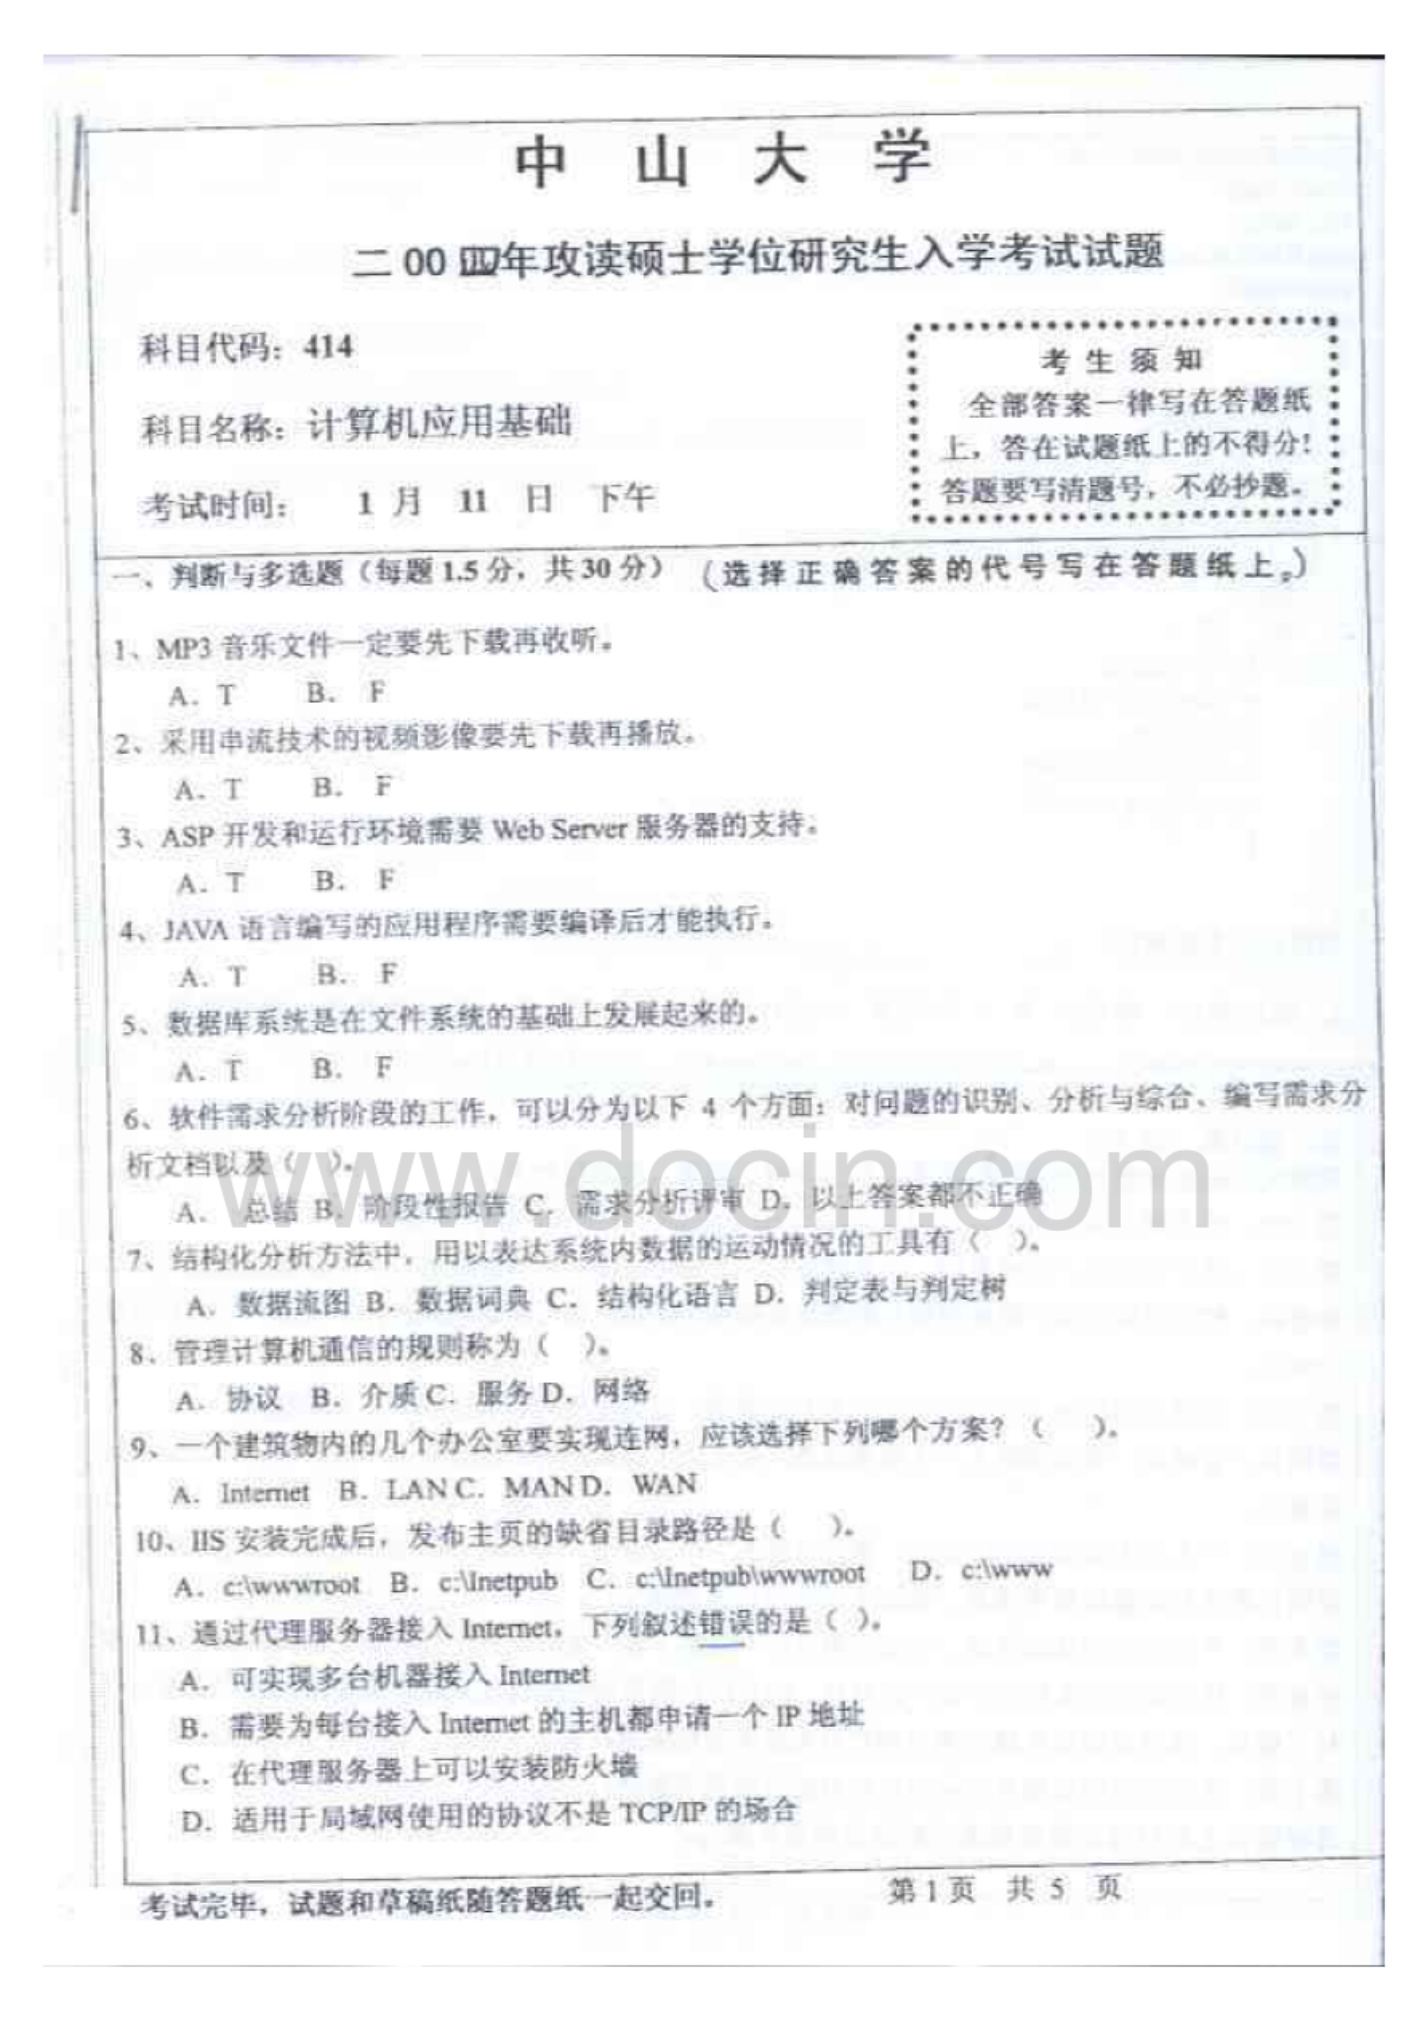 中 山 大 学
二00四年攻读硕士学位研究生入学考试试题
科目代码：414
科目名称：计算机应用基础
考试时间： 1 月 11 日 下午
考 生 须 知
全部答案一律写在答题纸
上，答在试题纸上的不得分！
答题要写清题号，不必抄题。
一、判断与多选题（每题1.5分，共30分）（选择正确答案的代号写在答题纸上。）
1、MP3音乐文件一定要先下载再收听。
A．T B．F
2、采用串流技术的视频影像要先下载再播放。
A．T B．F
3、ASP开发和运行环境需要Web Server服务器的支持。
A．T B．F
4、JAVA语言编写的应用程序需要编译后才能执行。
A．T B．F
5、数据库系统是在文件系统的基础上发展起来的。
A．T B．F
6、软件需求分析阶段的工作，可以分为以下 4 个方面：对问题的识别、分析与综合、编写需求分
析文档以及（ ）。
A． 总结 B．阶段性报告 C．需求分析评审 D．以上答案都不正确
7、结构化分析方法中，用以表达系统内数据的运动情况的工具有（ ）。
A．数据流图 B．数据词典 C．结构化语言 D．判定表与判定树
8、管理计算机通信的规则称为（ ）。
A．协议 B．介质 C．服务 D．网络
9、一个建筑物内的几个办公室要实现连网，应该选择下列哪个方案？（ ）。
A．Internet B．LAN C．MAN D．WAN
10、IIS安装完成后，发布主页的缺省目录路径是（ ）。
A．c:\wwwroot B．c:\Inetpub C．c:\Inetpub\wwwroot D．c:\www
11、通过代理服务器接入Internet，下列叙述错误的是（ ）。
A．可实现多台机器接入Internet
B．需要为每台接入Internet的主机都申请一个IP地址
C．在代理服务器上可以安装防火墙
D．适用于局域网使用的协议不是TCP/IP的场合
考试完毕，试题和草稿纸随答题纸一起交回。 第 1 页 共 5 页
www.docin.com